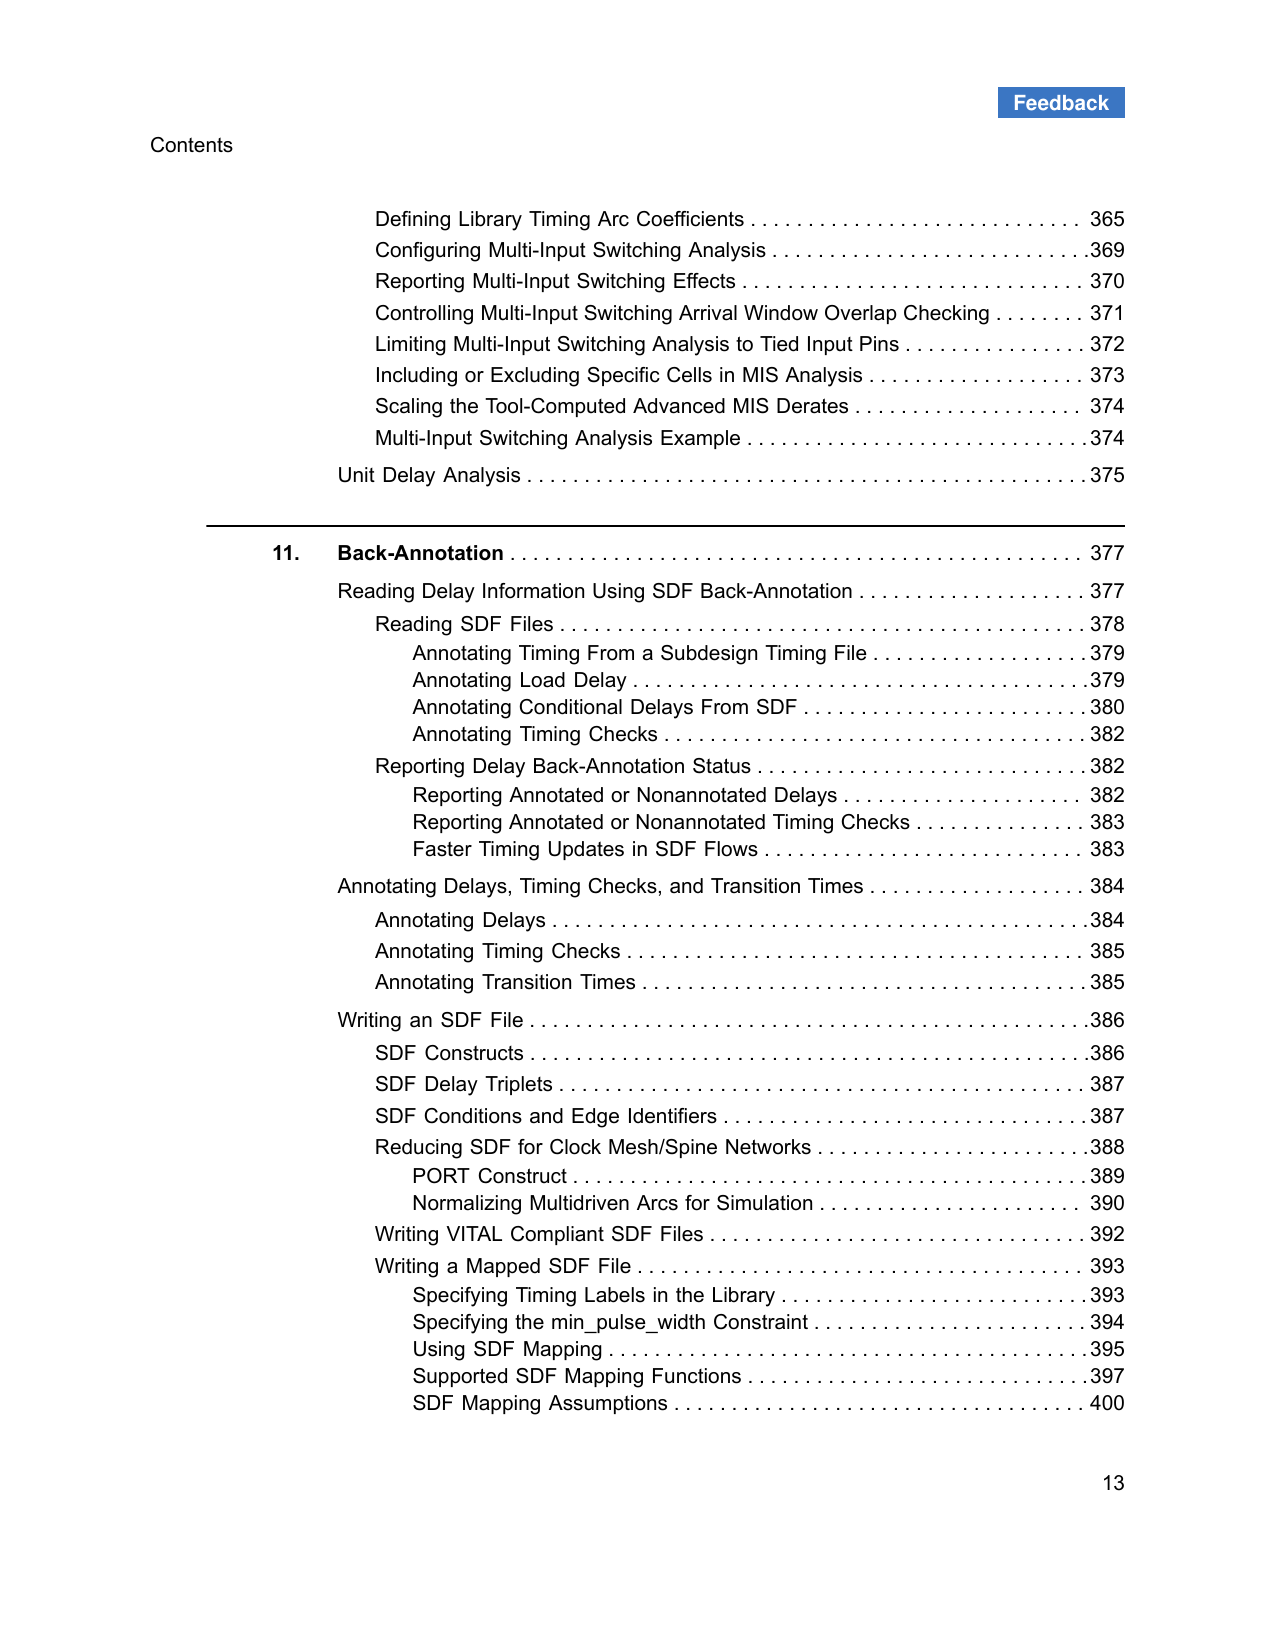 Feedback
Contents
Defining Library Timing Arc Coefficients . . . . . . . . . . . . . . . . . . . . . . . . . . . . . 365
Configuring Multi-Input Switching Analysis . . . . . . . . . . . . . . . . . . . . . . . . . . . .369
Reporting Multi-Input Switching Effects . . . . . . . . . . . . . . . . . . . . . . . . . . . . . . 370
Controlling Multi-Input Switching Arrival Window Overlap Checking . . . . . . . . 371
Limiting Multi-Input Switching Analysis to Tied Input Pins . . . . . . . . . . . . . . . . 372
Including or Excluding Specific Cells in MIS Analysis . . . . . . . . . . . . . . . . . . . 373
Scaling the Tool-Computed Advanced MIS Derates . . . . . . . . . . . . . . . . . . . . 374
Multi-Input Switching Analysis Example . . . . . . . . . . . . . . . . . . . . . . . . . . . . . .374
Unit Delay Analysis . . . . . . . . . . . . . . . . . . . . . . . . . . . . . . . . . . . . . . . . . . . . . . . . . 375
11. Back-Annotation . . . . . . . . . . . . . . . . . . . . . . . . . . . . . . . . . . . . . . . . . . . . . . . . . . 377
Reading Delay Information Using SDF Back-Annotation . . . . . . . . . . . . . . . . . . . . 377
Reading SDF Files . . . . . . . . . . . . . . . . . . . . . . . . . . . . . . . . . . . . . . . . . . . . . . 378
Annotating Timing From a Subdesign Timing File . . . . . . . . . . . . . . . . . . . 379
Annotating Load Delay . . . . . . . . . . . . . . . . . . . . . . . . . . . . . . . . . . . . . . . .379
Annotating Conditional Delays From SDF . . . . . . . . . . . . . . . . . . . . . . . . . 380
Annotating Timing Checks . . . . . . . . . . . . . . . . . . . . . . . . . . . . . . . . . . . . . 382
Reporting Delay Back-Annotation Status . . . . . . . . . . . . . . . . . . . . . . . . . . . . . 382
Reporting Annotated or Nonannotated Delays . . . . . . . . . . . . . . . . . . . . . 382
Reporting Annotated or Nonannotated Timing Checks . . . . . . . . . . . . . . . 383
Faster Timing Updates in SDF Flows . . . . . . . . . . . . . . . . . . . . . . . . . . . . 383
Annotating Delays, Timing Checks, and Transition Times . . . . . . . . . . . . . . . . . . . 384
Annotating Delays . . . . . . . . . . . . . . . . . . . . . . . . . . . . . . . . . . . . . . . . . . . . . . .384
Annotating Timing Checks . . . . . . . . . . . . . . . . . . . . . . . . . . . . . . . . . . . . . . . . 385
Annotating Transition Times . . . . . . . . . . . . . . . . . . . . . . . . . . . . . . . . . . . . . . . 385
Writing an SDF File . . . . . . . . . . . . . . . . . . . . . . . . . . . . . . . . . . . . . . . . . . . . . . . . .386
SDF Constructs . . . . . . . . . . . . . . . . . . . . . . . . . . . . . . . . . . . . . . . . . . . . . . . . .386
SDF Delay Triplets . . . . . . . . . . . . . . . . . . . . . . . . . . . . . . . . . . . . . . . . . . . . . . 387
SDF Conditions and Edge Identifiers . . . . . . . . . . . . . . . . . . . . . . . . . . . . . . . . 387
Reducing SDF for Clock Mesh/Spine Networks . . . . . . . . . . . . . . . . . . . . . . . .388
PORT Construct . . . . . . . . . . . . . . . . . . . . . . . . . . . . . . . . . . . . . . . . . . . . . 389
Normalizing Multidriven Arcs for Simulation . . . . . . . . . . . . . . . . . . . . . . . 390
Writing VITAL Compliant SDF Files . . . . . . . . . . . . . . . . . . . . . . . . . . . . . . . . . 392
Writing a Mapped SDF File . . . . . . . . . . . . . . . . . . . . . . . . . . . . . . . . . . . . . . . 393
Specifying Timing Labels in the Library . . . . . . . . . . . . . . . . . . . . . . . . . . . 393
Specifying the min_pulse_width Constraint . . . . . . . . . . . . . . . . . . . . . . . . 394
Using SDF Mapping . . . . . . . . . . . . . . . . . . . . . . . . . . . . . . . . . . . . . . . . . .395
Supported SDF Mapping Functions . . . . . . . . . . . . . . . . . . . . . . . . . . . . . .397
SDF Mapping Assumptions . . . . . . . . . . . . . . . . . . . . . . . . . . . . . . . . . . . . 400
13